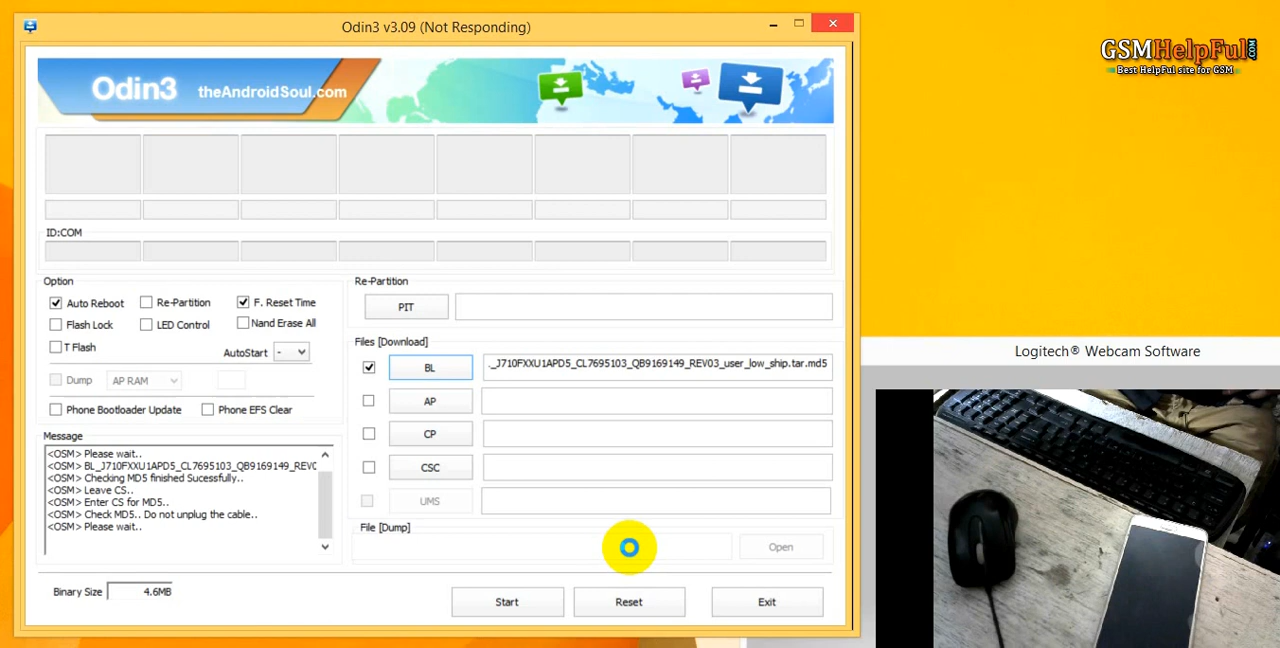 Odin3 v3.09 (Not Responding)
GSMHelpFul.COM
Best HelpFul site for GSM
Odin3 theAndroidSoul.com
ID:COM
Option
Auto Reboot
Re-Partition
F. Reset Time
Flash Lock
LED Control
Nand Erase All
T Flash
AutoStart -
Dump
AP RAM
Phone Bootloader Update
Phone EFS Clear
Message
<OSM> Please wait..
<OSM> BL_J710FXXU1APD5_CL7695103_QB9169149_REV0
<OSM> Checking MD5 finished Sucessfully..
<OSM> Leave CS..
<OSM> Enter CS for MD5..
<OSM> Check MD5.. Do not unplug the cable..
<OSM> Please wait..
Binary Size 4.6MB
Re-Partition
PIT
Files [Download]
BL
._J710FXXU1APD5_CL7695103_QB9169149_REV03_user_low_ship.tar.md5
AP
CP
CSC
UMS
File [Dump]
Open
Start
Reset
Exit
Logitech® Webcam Software